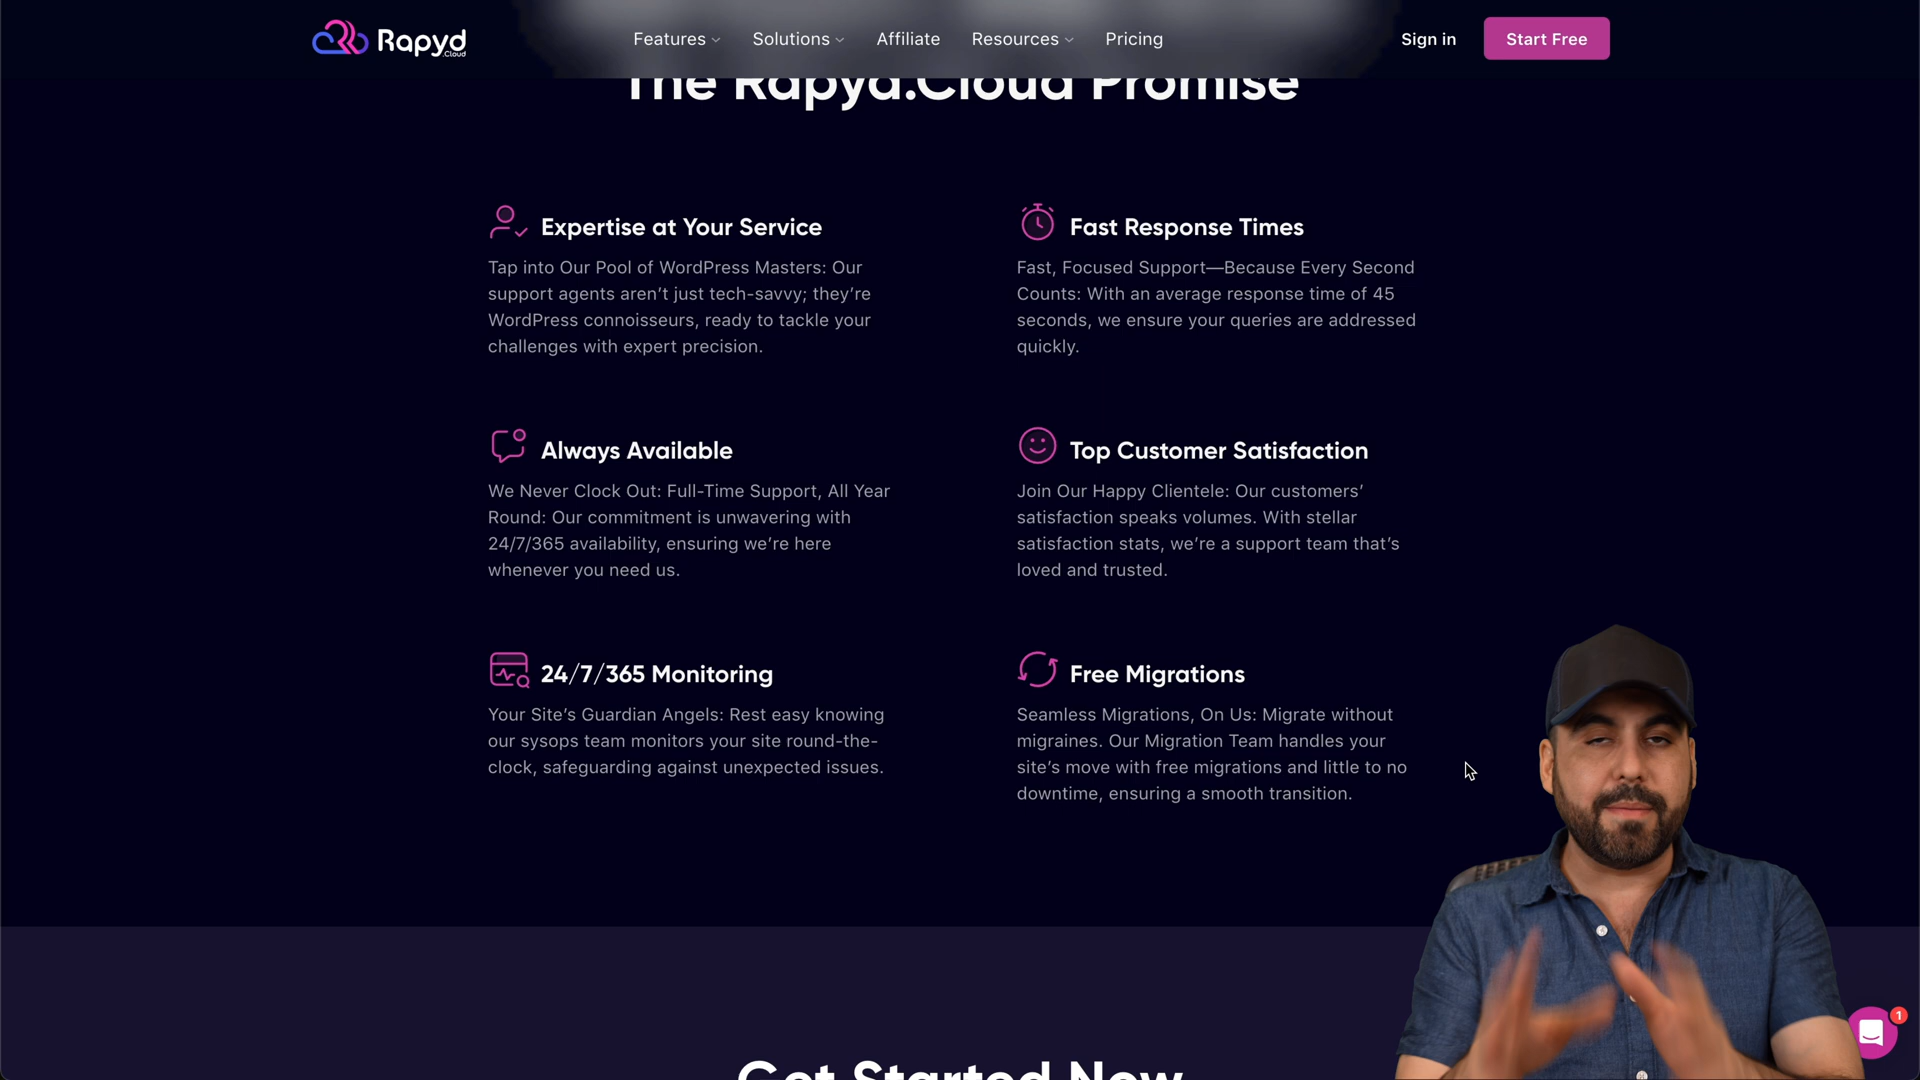 Rapyd
.Cloud
Features
Solutions
Affiliate
Resources
Pricing
Sign in
Start Free
The Rapyd.Cloud Promise
Expertise at Your Service
Tap into Our Pool of WordPress Masters: Our
support agents aren’t just tech-savvy; they’re
WordPress connoisseurs, ready to tackle your
challenges with expert precision.
Fast Response Times
Fast, Focused Support—Because Every Second
Counts: With an average response time of 45
seconds, we ensure your queries are addressed
quickly.
Always Available
We Never Clock Out: Full-Time Support, All Year
Round: Our commitment is unwavering with
24/7/365 availability, ensuring we’re here
whenever you need us.
Top Customer Satisfaction
Join Our Happy Clientele: Our customers’
satisfaction speaks volumes. With stellar
satisfaction stats, we’re a support team that’s
loved and trusted.
24/7/365 Monitoring
Your Site’s Guardian Angels: Rest easy knowing
our sysops team monitors your site round-the-
clock, safeguarding against unexpected issues.
Free Migrations
Seamless Migrations, On Us: Migrate without
migraines. Our Migration Team handles your
site’s move with free migrations and little to no
downtime, ensuring a smooth transition.
1
Get Started Now